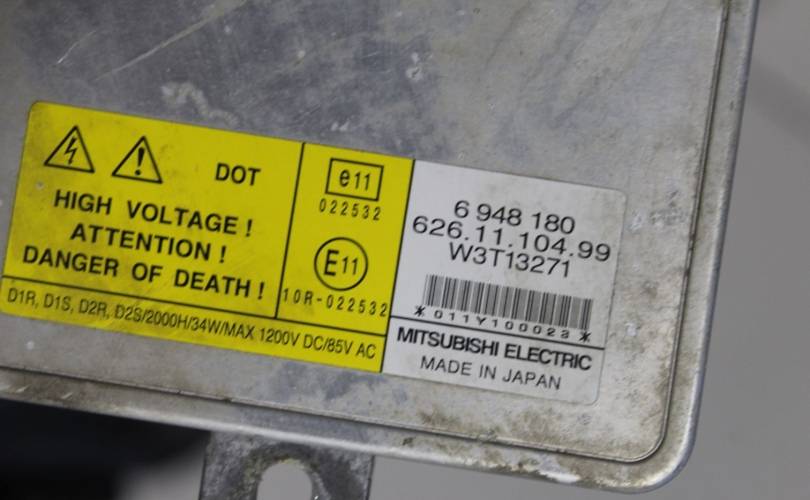 DOT
HIGH VOLTAGE !
ATTENTION !
DANGER OF DEATH !
D1R, D1S, D2R, D2S/2000H/34W/MAX 1200V DC/85V AC
e11
022532
E11
10R-022532
6 948 180
626.11.104.99
W3T13271
*011Y100023*
MITSUBISHI ELECTRIC
MADE IN JAPAN